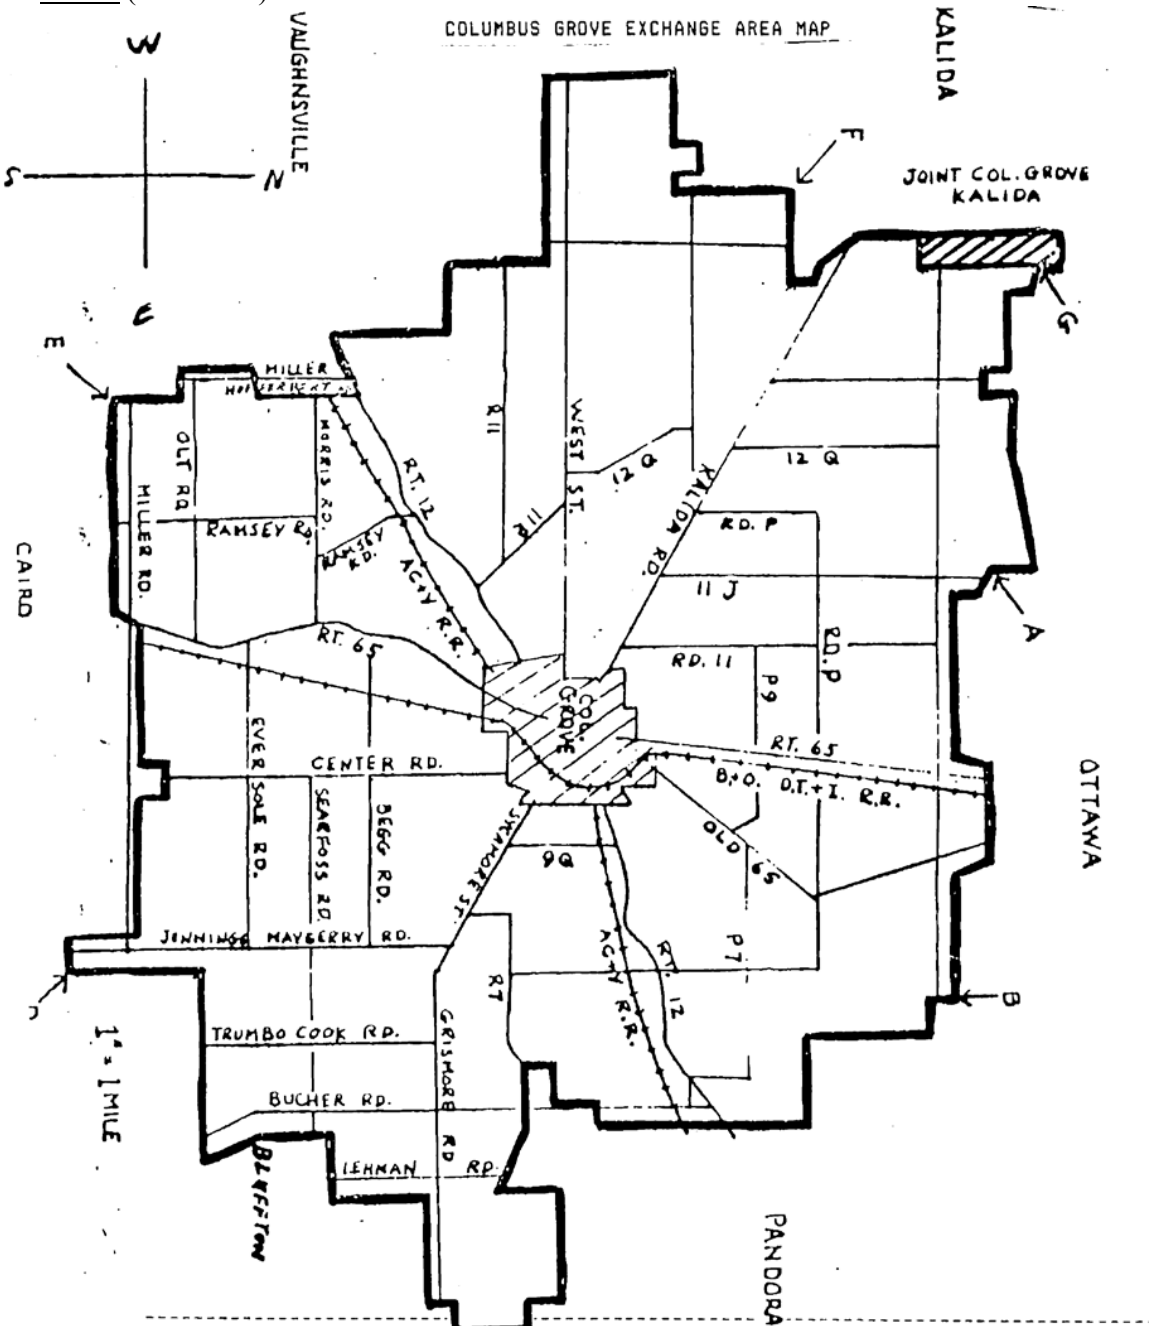 COLUMBUS GROVE EXCHANGE AREA MAP
W
S
N
E
VAUGHNSVILLE
KALIDA
F
JOINT COL. GROVE
KALIDA
G
E
MILLER
OLT RD
MORRIS RD.
R11
WEST ST.
12 Q
12 Q
RT. 12
KALIDA RD.
MILLER RD.
RAMSEY RD.
RAMSEY
RD.
R11
RD. P
CAIRD
AC+Y R.R.
11 J
A
RT. 65
RD. 11
RD. P
P9
COL.
GROVE
RT. 65
B.+O. D.T.+I. R.R.
OTTAWA
CENTER RD.
EVERSOLE RD.
SEARFOSS RD.
BEGG RD.
SYCAMORE ST.
9Q
OLD 65
JENNINGS MAYBERRY RD.
RT
AC+Y R.R.
RT. 12
P7
B
D
1" = 1 MILE
TRUMBO COOK RD.
GRISMORE RD
BUCHER RD.
BLUFFTON
LEHMAN RD.
PANDORA